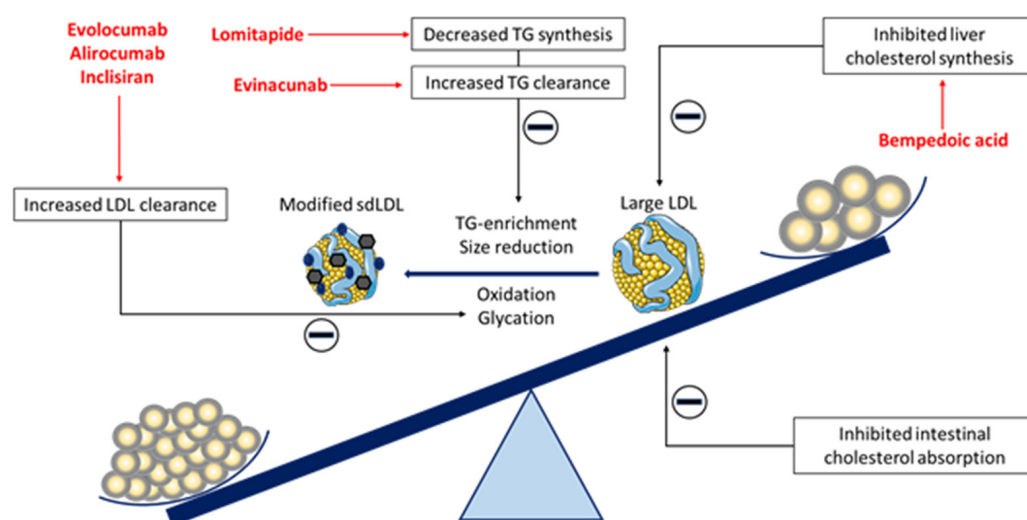 Evolocumab
Alirocumab
Inclisiran
Lomitapide
Decreased TG synthesis
Evinacunab
Increased TG clearance
Inhibited liver
cholesterol synthesis
Bempedoic acid
Increased LDL clearance
Modified sdLDL
TG-enrichment
Size reduction
Large LDL
Oxidation
Glycation
Inhibited intestinal
cholesterol absorption